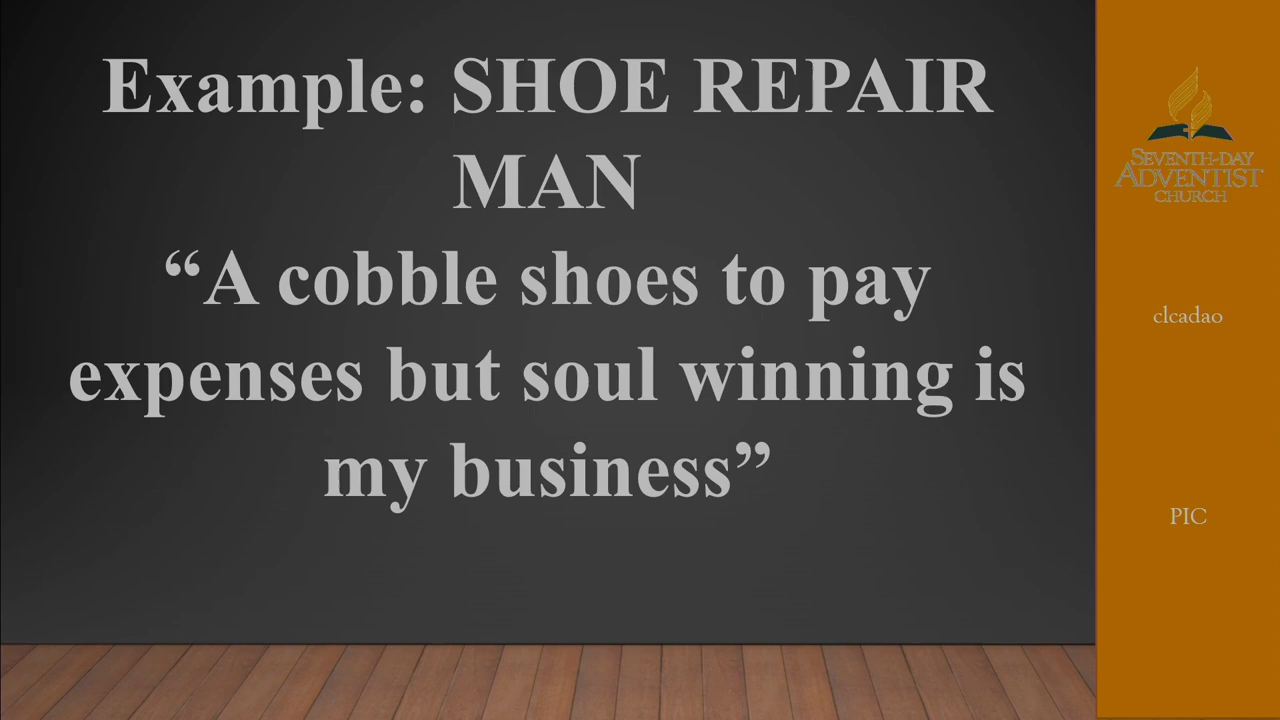 Example: SHOE REPAIR
MAN
“A cobble shoes to pay
expenses but soul winning is
my business”
SEVENTH-DAY
ADVENTIST
CHURCH
clcadao
PIC